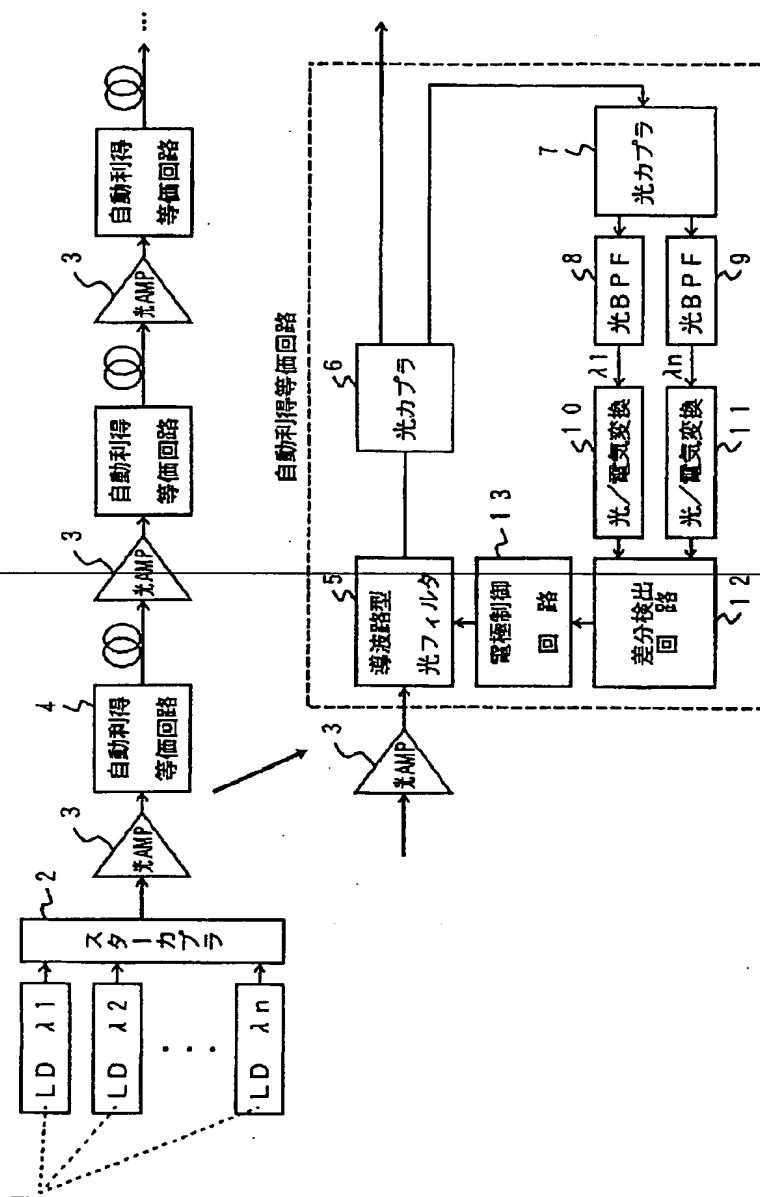 LD λ1
LD λ2
LD λn
スターカプラ
2
光AMP
3
自動利得
等価回路
4
光AMP
3
自動利得
等価回路
光AMP
3
自動利得
等価回路
自動利得等価回路
光AMP
3
導波路型
光フィルタ
5
光カプラ
6
光カプラ
7
光BPF
8
光BPF
9
λ1
λn
光/電気変換
10
光/電気変換
11
差分検出
回路
12
電極制御
回路
13